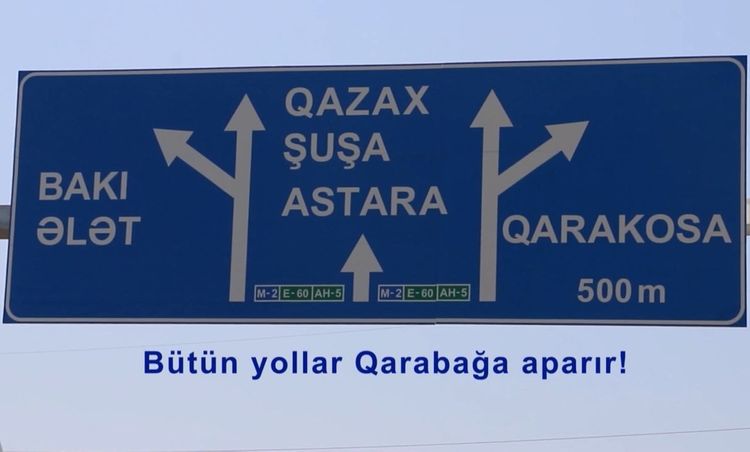 QAZAX
ŞUŞA
ASTARA
BAKI
ƏLƏT
QARAKOSA
500 m
M-2 E-60 AH-5
M-2 E-60 AH-5
Bütün yollar Qarabağa aparır!